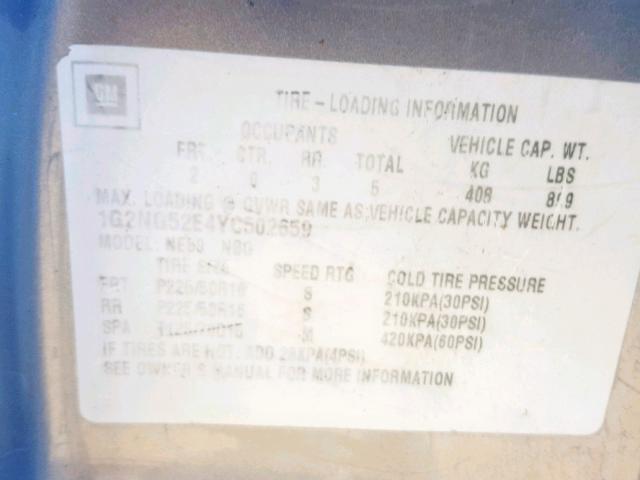 GM
TIRE-LOADING INFORMATION
OCCUPANTS VEHICLE CAP. WT.
FRT. CTR. RR. TOTAL KG LBS
2 0 3 5 408 899
MAX. LOADING @ GVWR SAME AS VEHICLE CAPACITY WEIGHT.
1G2NG52E4YC502659
MODEL:
TIRE SIZE SPEED RTG COLD TIRE PRESSURE
FRT S 210KPA(30PSI)
RR S 210KPA(30PSI)
SPA M 420KPA(60PSI)
IF TIRES ARE HOT, ADD 28KPA(4PSI)
SEE OWNER'S MANUAL FOR MORE INFORMATION